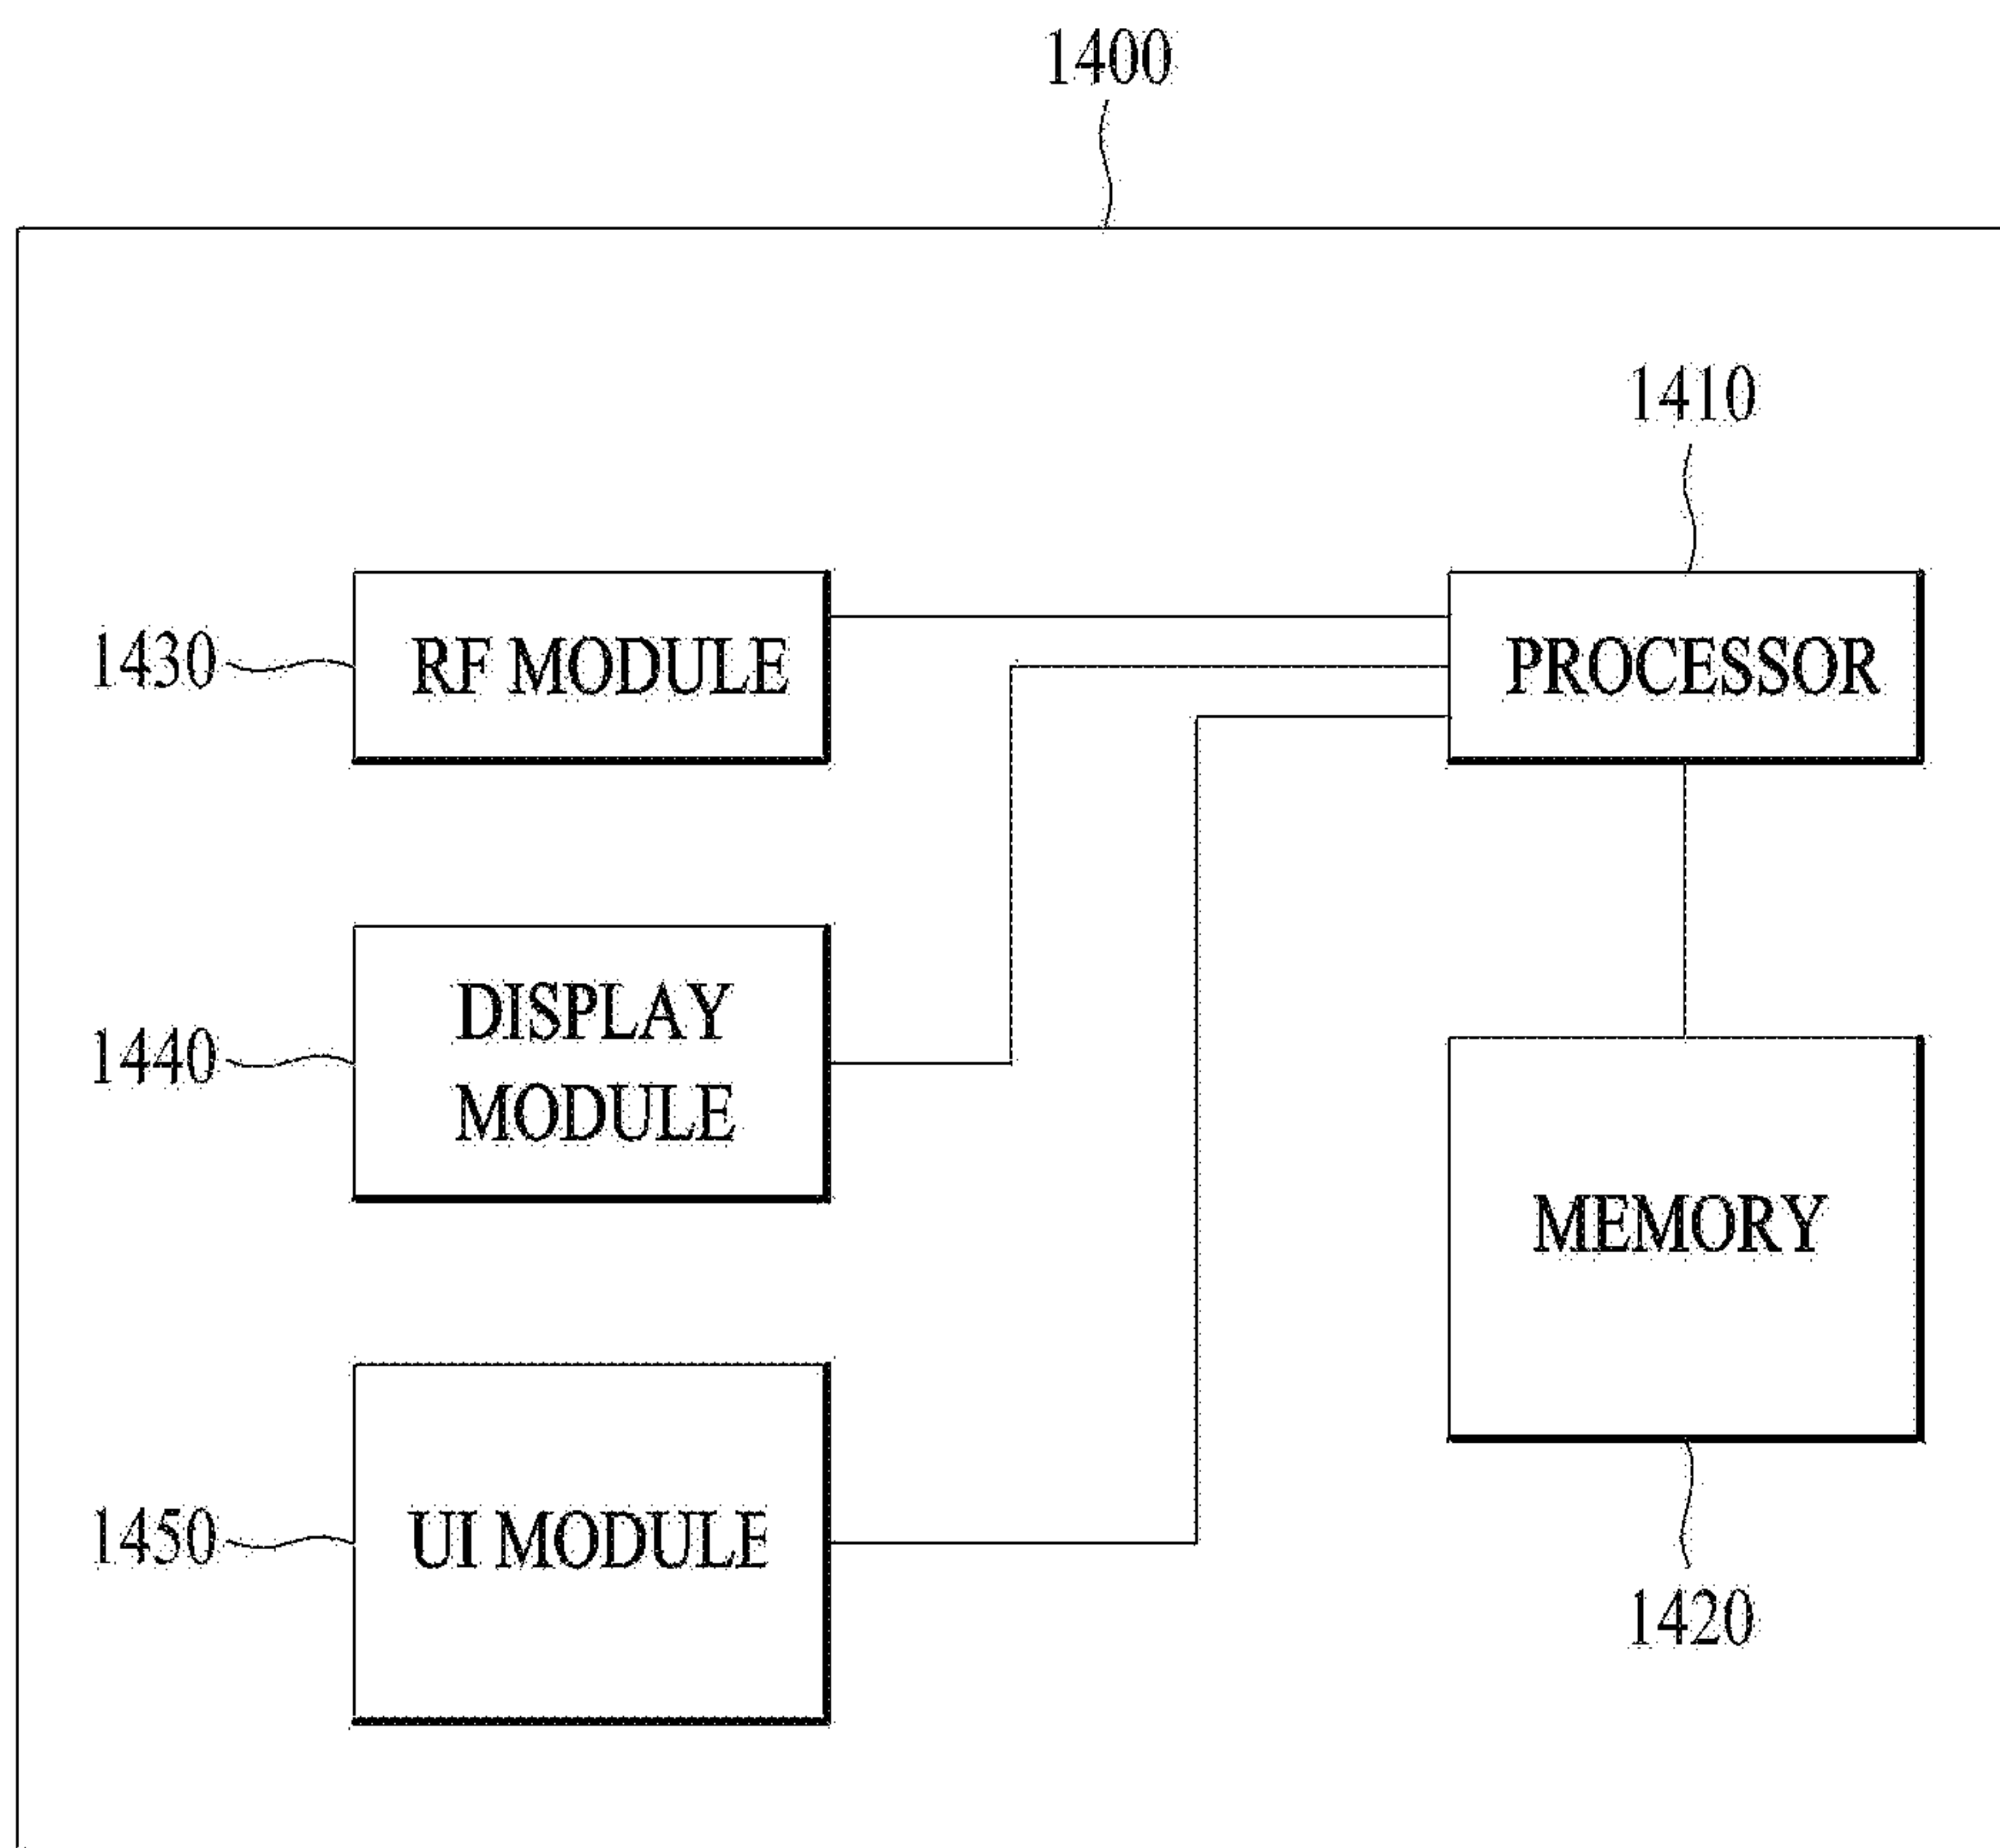 1400
1410
1430
RF MODULE
PROCESSOR
1440
DISPLAY
MODULE
MEMORY
1450
UI MODULE
1420